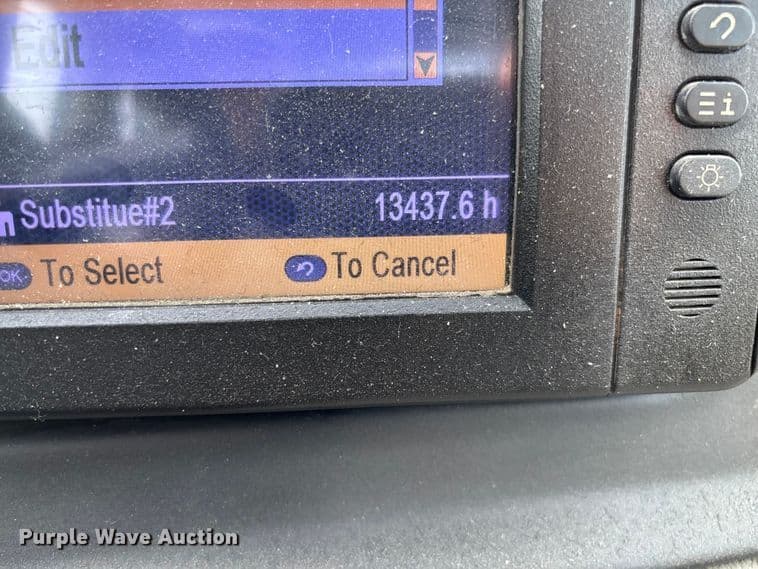 Edit
Substitue#2 13437.6 h
OK To Select To Cancel
i
Purple Wave Auction